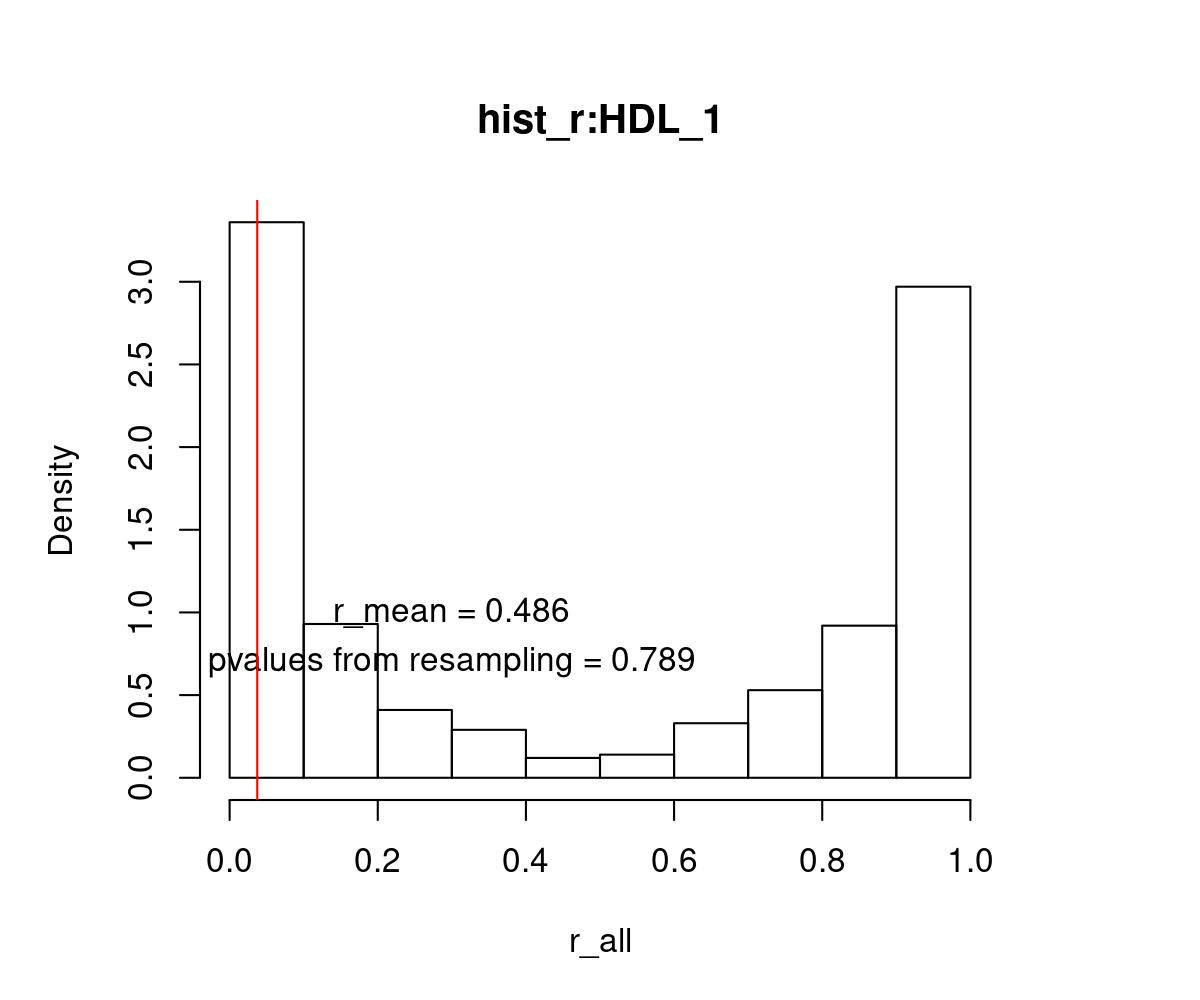 hist_r:HDL_1
3.0
2.5
2.0
1.5
1.0
0.5
0.0
Density
r_mean = 0.486
pvalues from resampling = 0.789
0.0 0.2 0.4 0.6 0.8 1.0
r_all